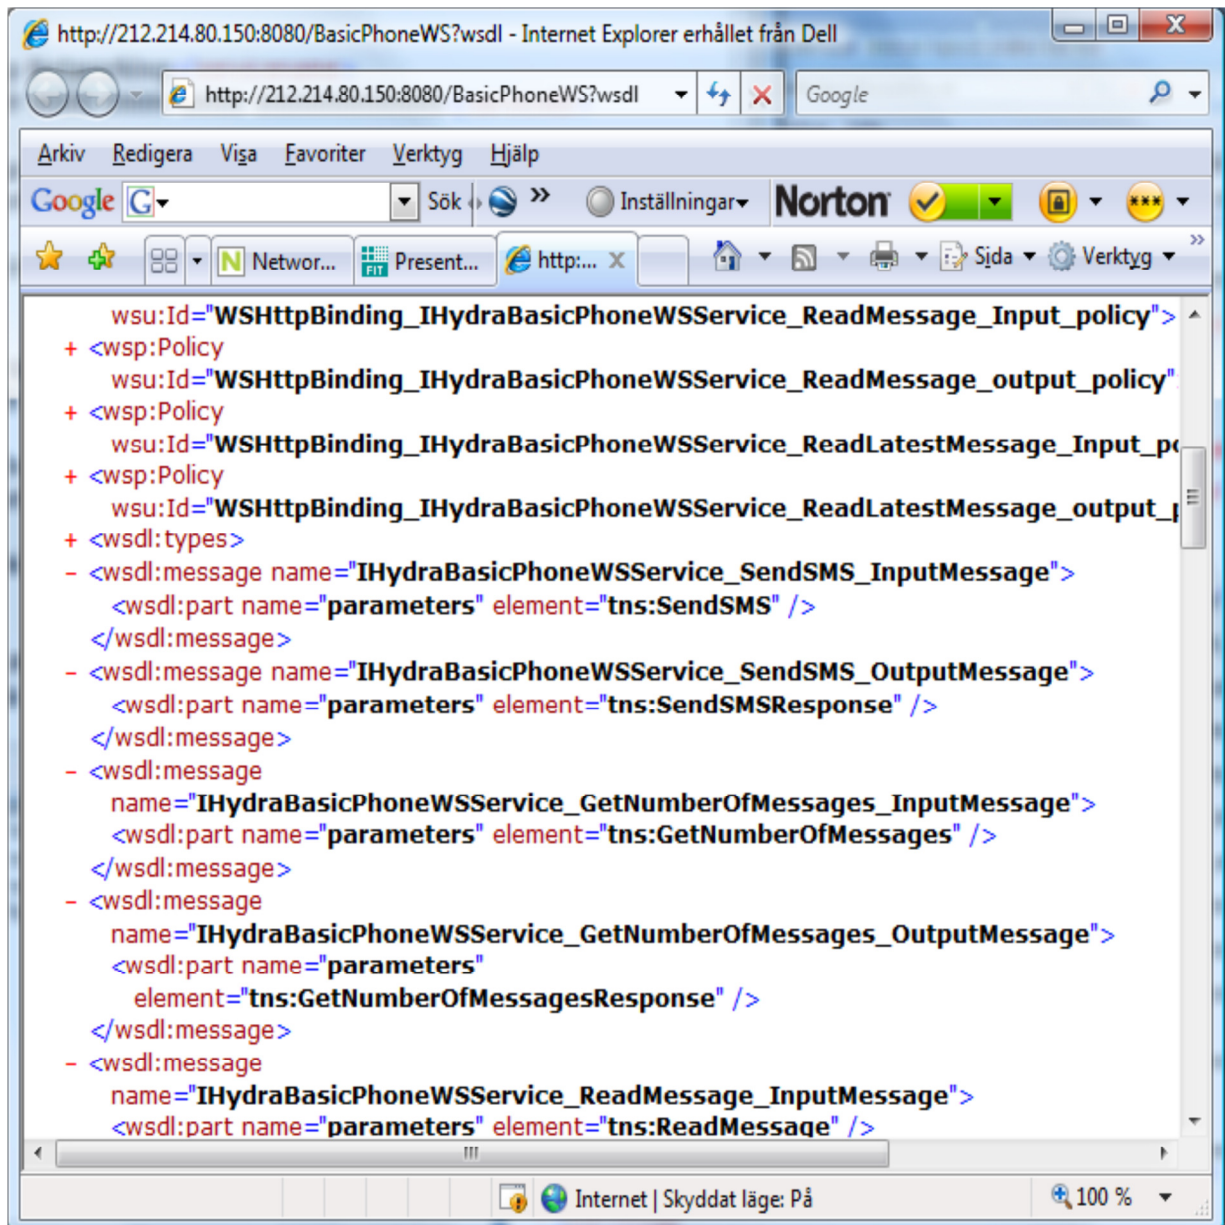 http://212.214.80.150:8080/BasicPhoneWS?wsdl - Internet Explorer erhållet från Dell
http://212.214.80.150:8080/BasicPhoneWS?wsdl Google
Arkiv Redigera Visa Favoriter Verktyg Hjälp
Google G Sök » Inställningar Norton ***
N Networ... FIT Present... http:... X Sida Verktyg »
wsu:Id="WSHttpBinding_IHydraBasicPhoneWSService_ReadMessage_Input_policy">
+ <wsp:Policy
wsu:Id="WSHttpBinding_IHydraBasicPhoneWSService_ReadMessage_output_policy"
+ <wsp:Policy
wsu:Id="WSHttpBinding_IHydraBasicPhoneWSService_ReadLatestMessage_Input_po
+ <wsp:Policy
wsu:Id="WSHttpBinding_IHydraBasicPhoneWSService_ReadLatestMessage_output_p
+ <wsdl:types>
- <wsdl:message name="IHydraBasicPhoneWSService_SendSMS_InputMessage">
<wsdl:part name="parameters" element="tns:SendSMS" />
</wsdl:message>
- <wsdl:message name="IHydraBasicPhoneWSService_SendSMS_OutputMessage">
<wsdl:part name="parameters" element="tns:SendSMSResponse" />
</wsdl:message>
- <wsdl:message
name="IHydraBasicPhoneWSService_GetNumberOfMessages_InputMessage">
<wsdl:part name="parameters" element="tns:GetNumberOfMessages" />
</wsdl:message>
- <wsdl:message
name="IHydraBasicPhoneWSService_GetNumberOfMessages_OutputMessage">
<wsdl:part name="parameters"
element="tns:GetNumberOfMessagesResponse" />
</wsdl:message>
- <wsdl:message
name="IHydraBasicPhoneWSService_ReadMessage_InputMessage">
<wsdl:part name="parameters" element="tns:ReadMessage" />
Internet | Skyddat läge: På 100 %